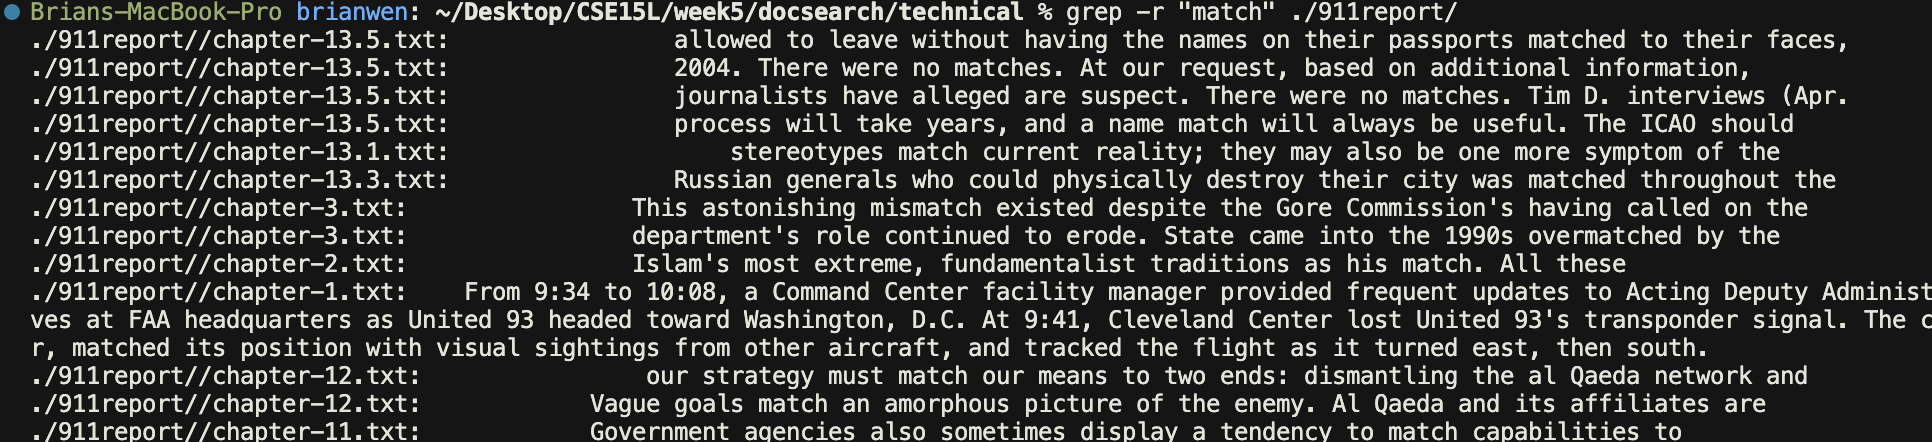 Brians-MacBook-Pro brianwen: ~/Desktop/CSE15L/week5/docsearch/technical % grep -r "match" ./911report/
./911report//chapter-13.5.txt: allowed to leave without having the names on their passports matched to their faces,
./911report//chapter-13.5.txt: 2004. There were no matches. At our request, based on additional information,
./911report//chapter-13.5.txt: journalists have alleged are suspect. There were no matches. Tim D. interviews (Apr.
./911report//chapter-13.5.txt: process will take years, and a name match will always be useful. The ICAO should
./911report//chapter-13.1.txt: stereotypes match current reality; they may also be one more symptom of the
./911report//chapter-13.3.txt: Russian generals who could physically destroy their city was matched throughout the
./911report//chapter-3.txt: This astonishing mismatch existed despite the Gore Commission's having called on the
./911report//chapter-3.txt: department's role continued to erode. State came into the 1990s overmatched by the
./911report//chapter-2.txt: Islam's most extreme, fundamentalist traditions as his match. All these
./911report//chapter-1.txt: From 9:34 to 10:08, a Command Center facility manager provided frequent updates to Acting Deputy Administ
ves at FAA headquarters as United 93 headed toward Washington, D.C. At 9:41, Cleveland Center lost United 93's transponder signal. The
r, matched its position with visual sightings from other aircraft, and tracked the flight as it turned east, then south.
./911report//chapter-12.txt: our strategy must match our means to two ends: dismantling the al Qaeda network and
./911report//chapter-12.txt: Vague goals match an amorphous picture of the enemy. Al Qaeda and its affiliates are
./911report//chapter-11.txt: Government agencies also sometimes display a tendency to match capabilities to